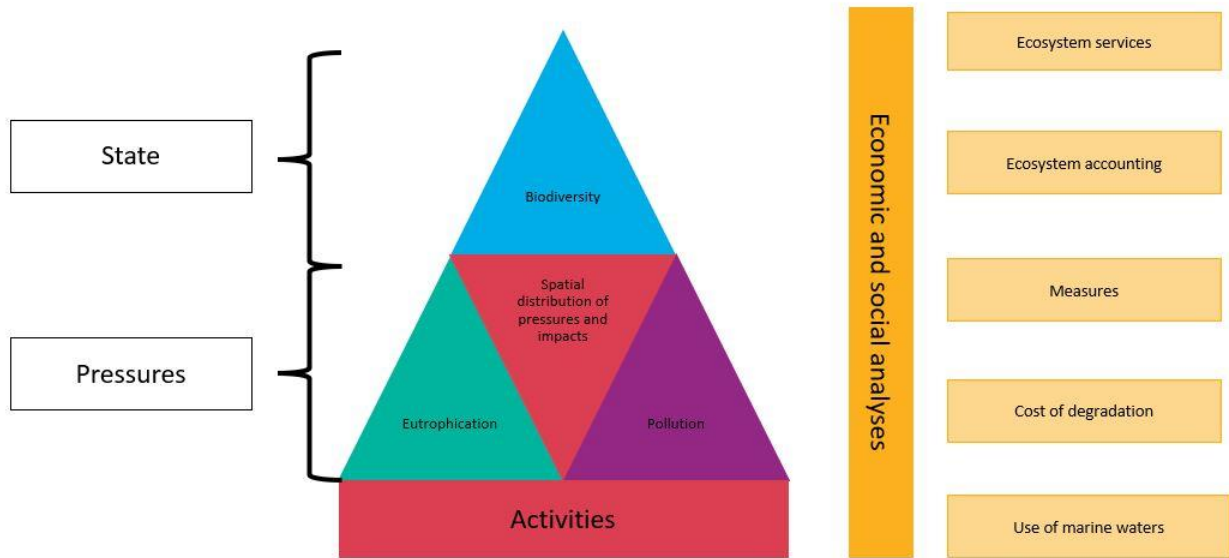 State
Pressures
Biodiversity
Spatial
distribution of
pressures and
impacts
Eutrophication
Pollution
Activities
Economic and social analyses
Ecosystem services
Ecosystem accounting
Measures
Cost of degradation
Use of marine waters